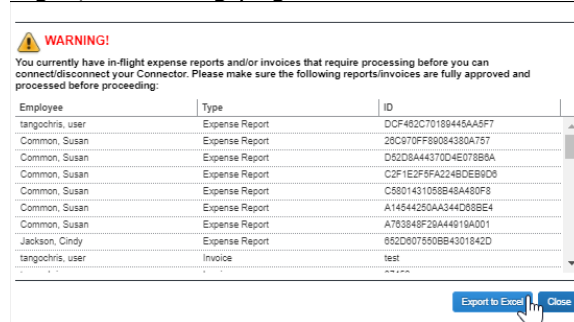 WARNING!
You currently have in-flight expense reports and/or invoices that require processing before you can
connect/disconnect your Connector. Please make sure the following reports/invoices are fully approved and
processed before proceeding:
Employee Type ID
tangochris, user Expense Report DCF462C70189445AA5F7
Common, Susan Expense Report 26C970FF89084380A757
Common, Susan Expense Report D52D8A44370D4E078B6A
Common, Susan Expense Report C2F1E2F5FA224BDEB9D6
Common, Susan Expense Report C5801431058B48A480F8
Common, Susan Expense Report A14544250AA344D68BE4
Common, Susan Expense Report A763848F29A44919A001
Jackson, Cindy Expense Report 652D607550BB4301842D
tangochris, user Invoice test
Export to Excel Close